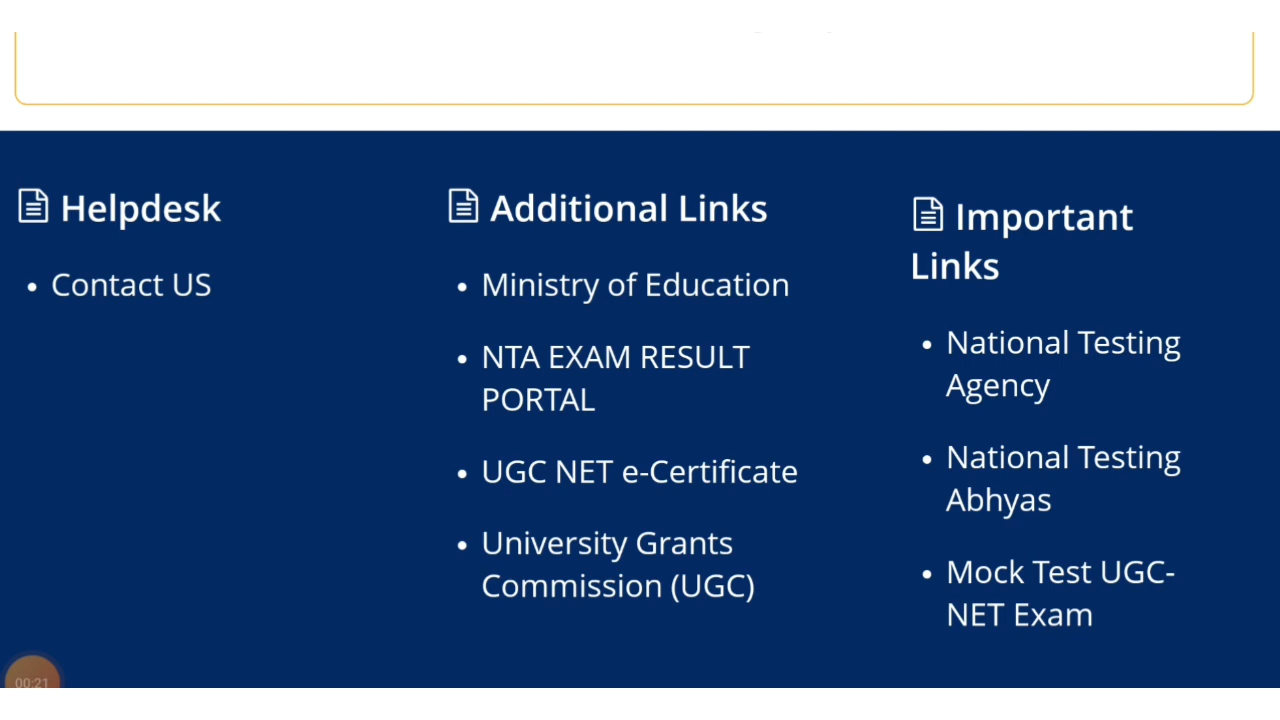 Helpdesk
Contact US
Additional Links
Ministry of Education
NTA EXAM RESULT
PORTAL
UGC NET e-Certificate
University Grants
Commission (UGC)
Important
Links
National Testing
Agency
National Testing
Abhyas
Mock Test UGC-
NET Exam
00:21